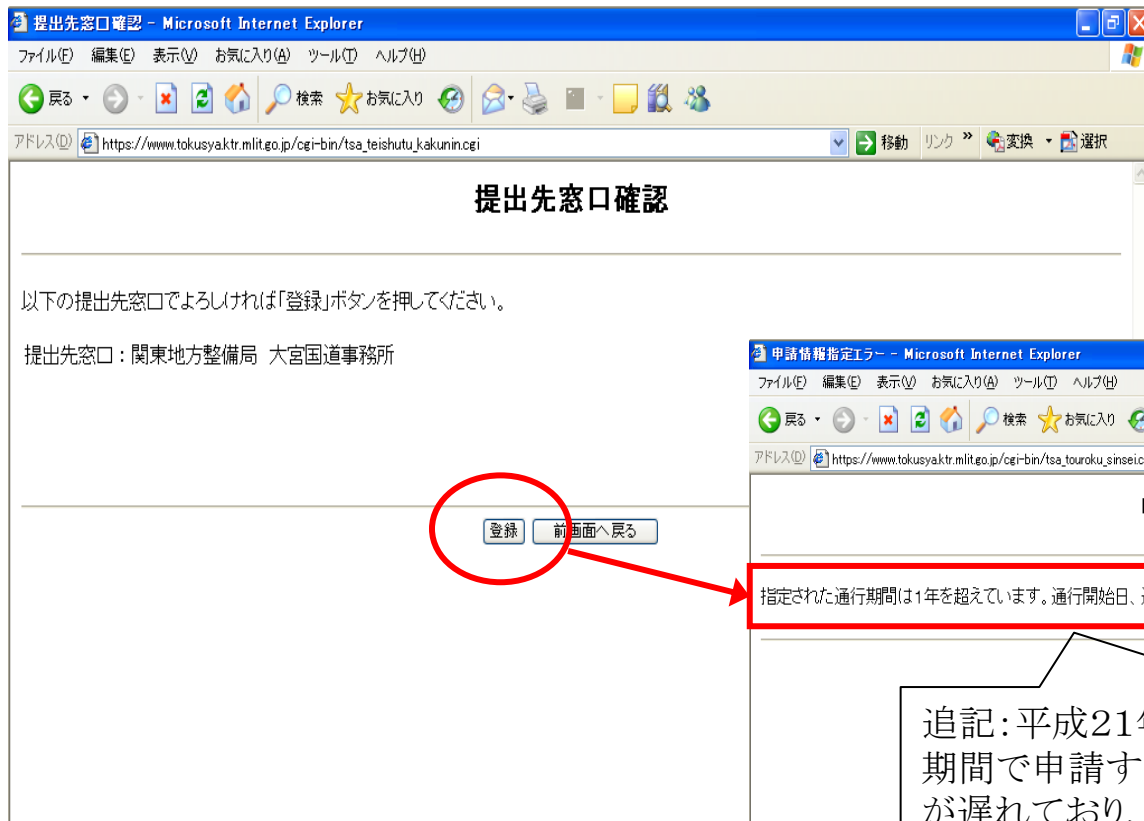 提出先窓口確認 - Microsoft Internet Explorer
ファイル(F) 編集(E) 表示(V) お気に入り(A) ツール(T) ヘルプ(H)
戻る 検索 お気に入り
アドレス(D) https://www.tokusya.ktr.mlit.go.jp/cgi-bin/tsa_teishutu_kakunin.cgi 移動 リンク » 変換 選択
提出先窓口確認
以下の提出先窓口でよろしければ「登録」ボタンを押してください。
提出先窓口：関東地方整備局 大宮国道事務所
登録 前画面へ戻る
申請情報指定エラー - Microsoft Internet Explorer
ファイル(F) 編集(E) 表示(V) お気に入り(A) ツール(T) ヘルプ(H)
戻る 検索 お気に入り
アドレス(D) https://www.tokusya.ktr.mlit.go.jp/cgi-bin/tsa_touroku_sinsei.c
指定された通行期間は1年を超えています。通行開始日、
追記：平成21年
期間で申請す
が遅れており、